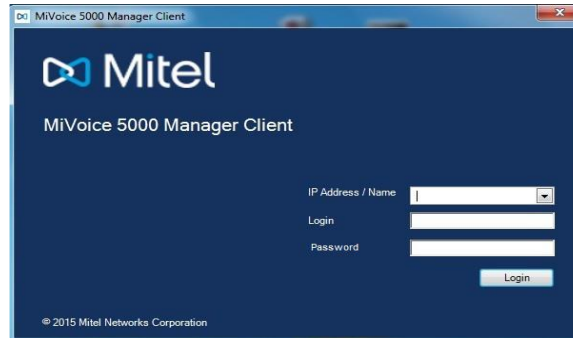 MiVoice 5000 Manager Client
Mitel
MiVoice 5000 Manager Client
IP Address / Name
Login
Password
Login
© 2015 Mitel Networks Corporation